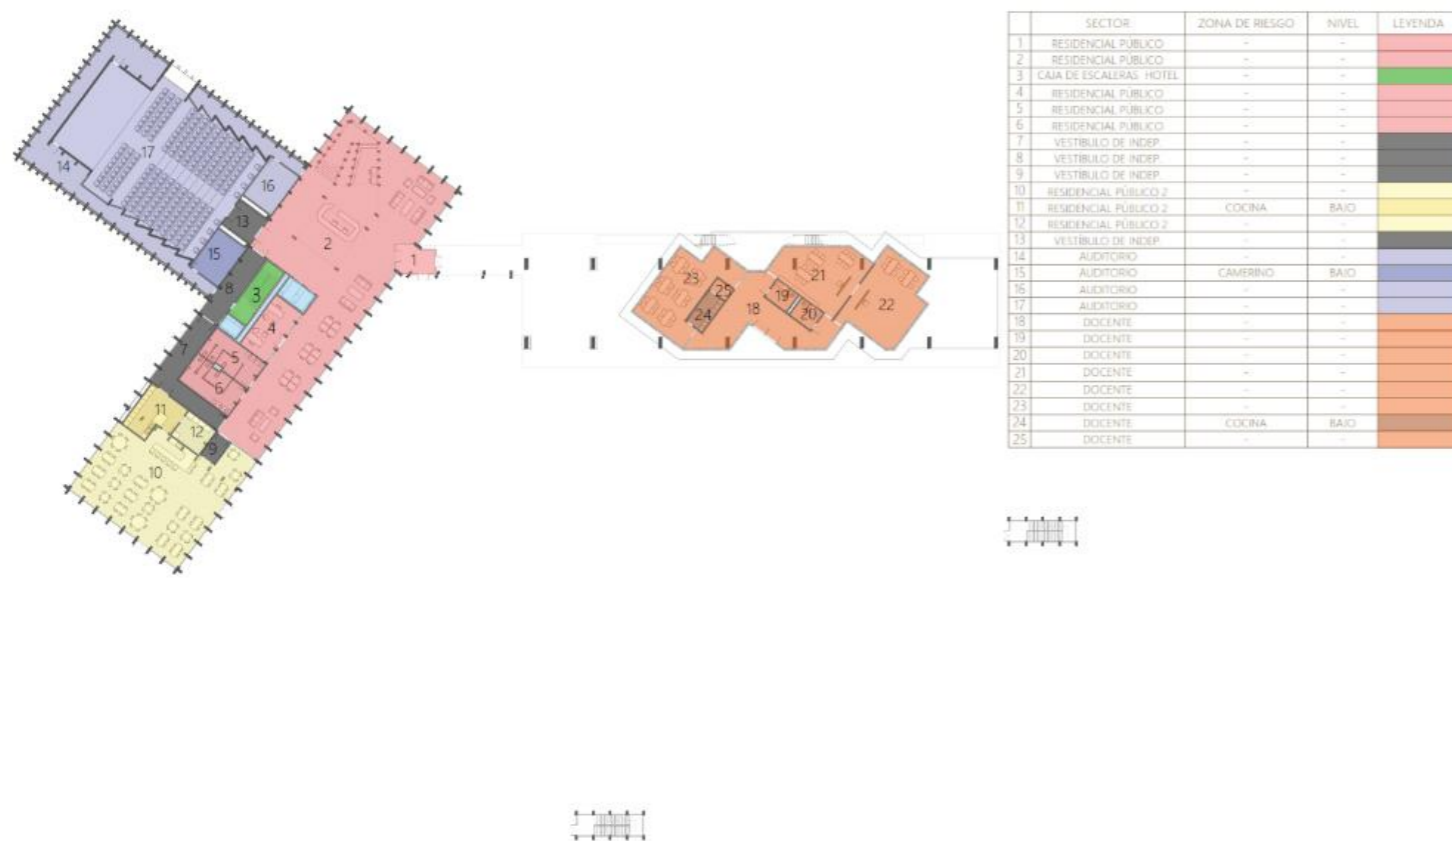 SECTOR ZONA DE RIESGO NIVEL LEYENDA
1 RESIDENCIAL PÚBLICO - -
2 RESIDENCIAL PÚBLICO - -
3 CAJA DE ESCALERAS HOTEL - -
4 RESIDENCIAL PÚBLICO - -
5 RESIDENCIAL PÚBLICO - -
6 RESIDENCIAL PÚBLICO - -
7 VESTÍBULO DE INDEP. - -
8 VESTÍBULO DE INDEP. - -
9 VESTÍBULO DE INDEP. - -
10 RESIDENCIAL PÚBLICO 2 - -
11 RESIDENCIAL PÚBLICO 2 COCINA BAJO
12 RESIDENCIAL PÚBLICO 2 - -
13 VESTÍBULO DE INDEP. - -
14 AUDITORIO - -
15 AUDITORIO CAMERINO BAJO
16 AUDITORIO - -
17 AUDITORIO - -
18 DOCENTE - -
19 DOCENTE - -
20 DOCENTE - -
21 DOCENTE - -
22 DOCENTE - -
23 DOCENTE - -
24 DOCENTE COCINA BAJO
25 DOCENTE - -
17
14
16
13
2
15
1
8
3
4
7
5
6
11
12
9
10
23
25
24
18
19
20
21
22